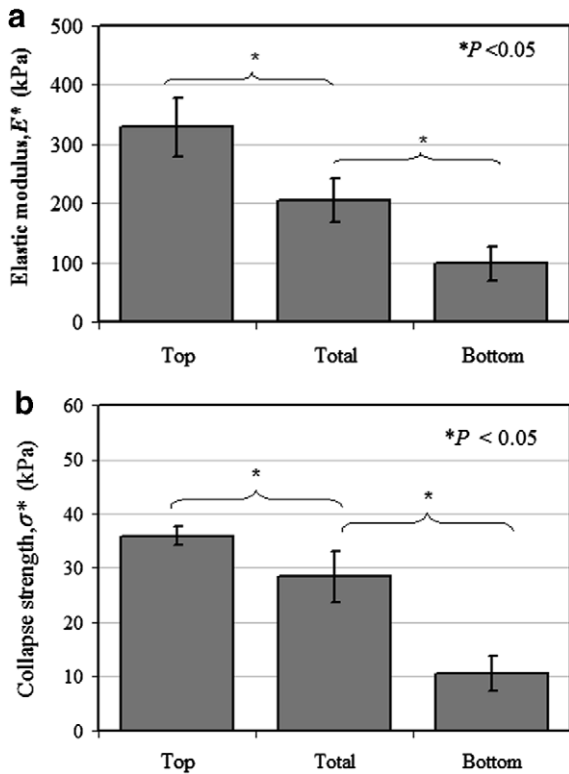 a
*P <0.05
Elastic modulus,E* (kPa)
500
400
300
200
100
0
*
*
Top Total Bottom
b
*P < 0.05
Collapse strength,σ* (kPa)
60
50
40
30
20
10
0
*
*
Top Total Bottom